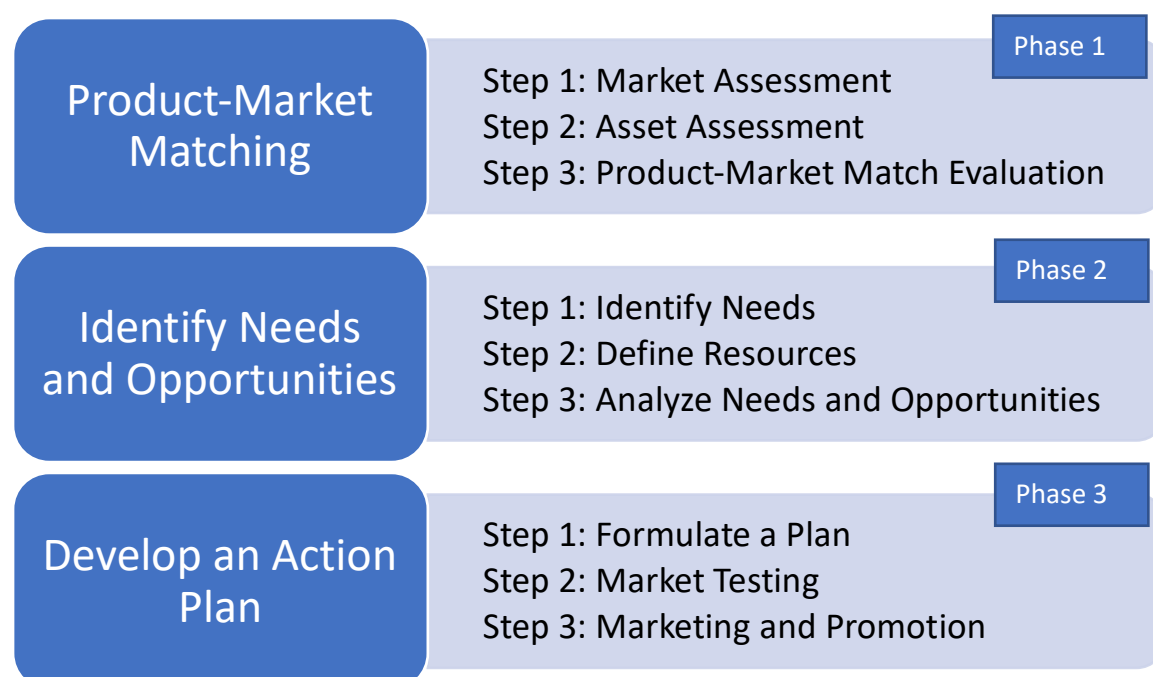 Phase 1
Product-Market
Matching
Step 1: Market Assessment
Step 2: Asset Assessment
Step 3: Product-Market Match Evaluation
Phase 2
Identify Needs
and Opportunities
Step 1: Identify Needs
Step 2: Define Resources
Step 3: Analyze Needs and Opportunities
Phase 3
Develop an Action
Plan
Step 1: Formulate a Plan
Step 2: Market Testing
Step 3: Marketing and Promotion